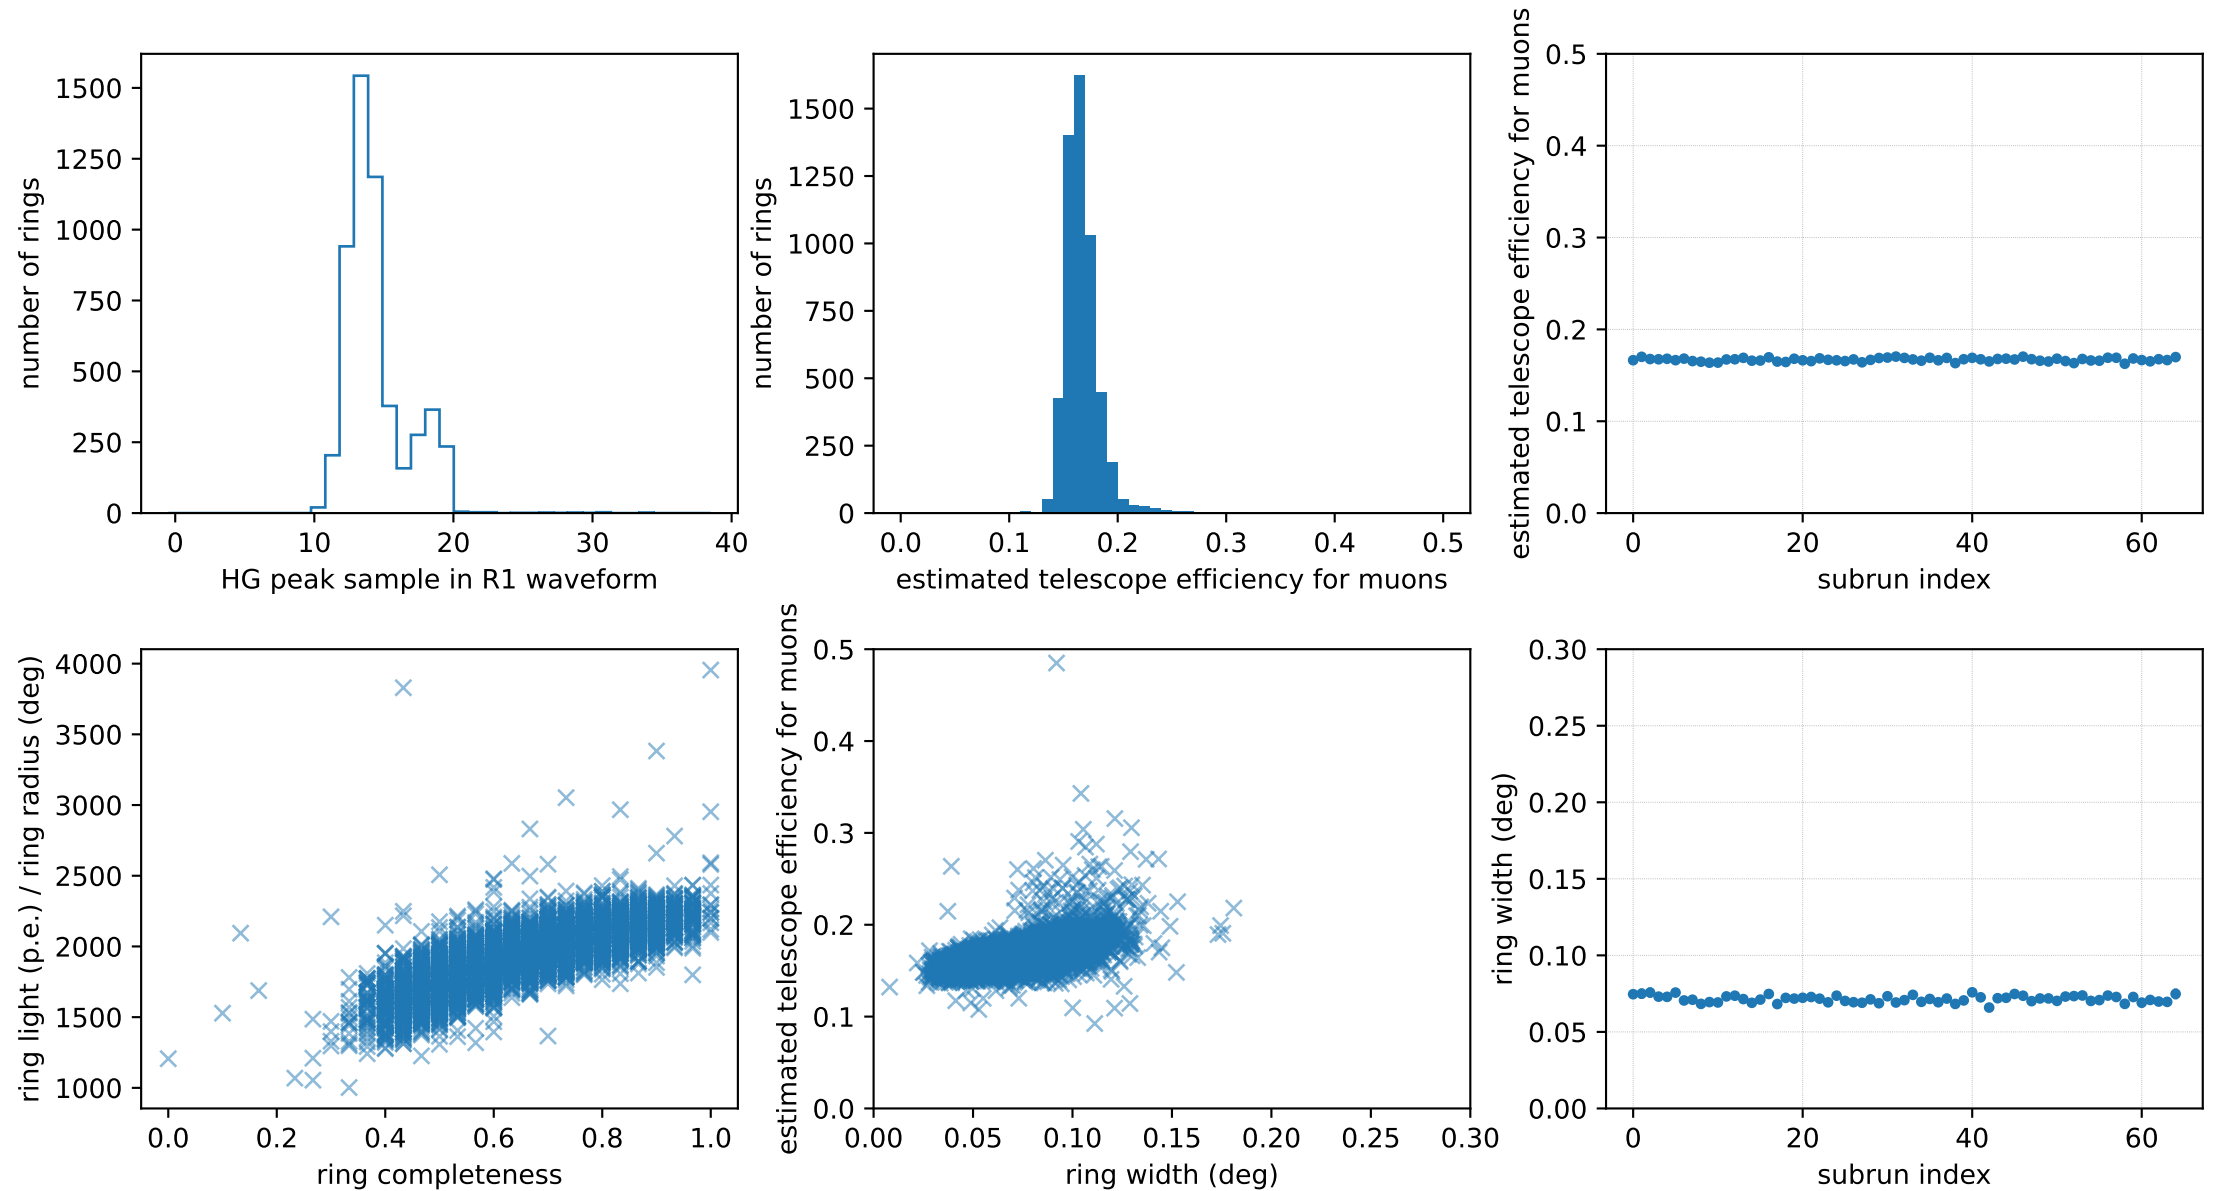 number of rings
1500
1250
1000
750
500
250
0
0 10 20 30 40
HG peak sample in R1 waveform
number of rings
1500
1250
1000
750
500
250
0
0.0 0.1 0.2 0.3 0.4 0.5
estimated telescope efficiency for muons
estimated telescope efficiency for muons
0.5
0.4
0.3
0.2
0.1
0.0
0 20 40 60
subrun index
ring light (p.e.) / ring radius (deg)
4000
3500
3000
2500
2000
1500
1000
0.0 0.2 0.4 0.6 0.8 1.0
ring completeness
estimated telescope efficiency for muons
0.5
0.4
0.3
0.2
0.1
0.0
0.00 0.05 0.10 0.15 0.20 0.25 0.30
ring width (deg)
ring width (deg)
0.30
0.25
0.20
0.15
0.10
0.05
0.00
0 20 40 60
subrun index